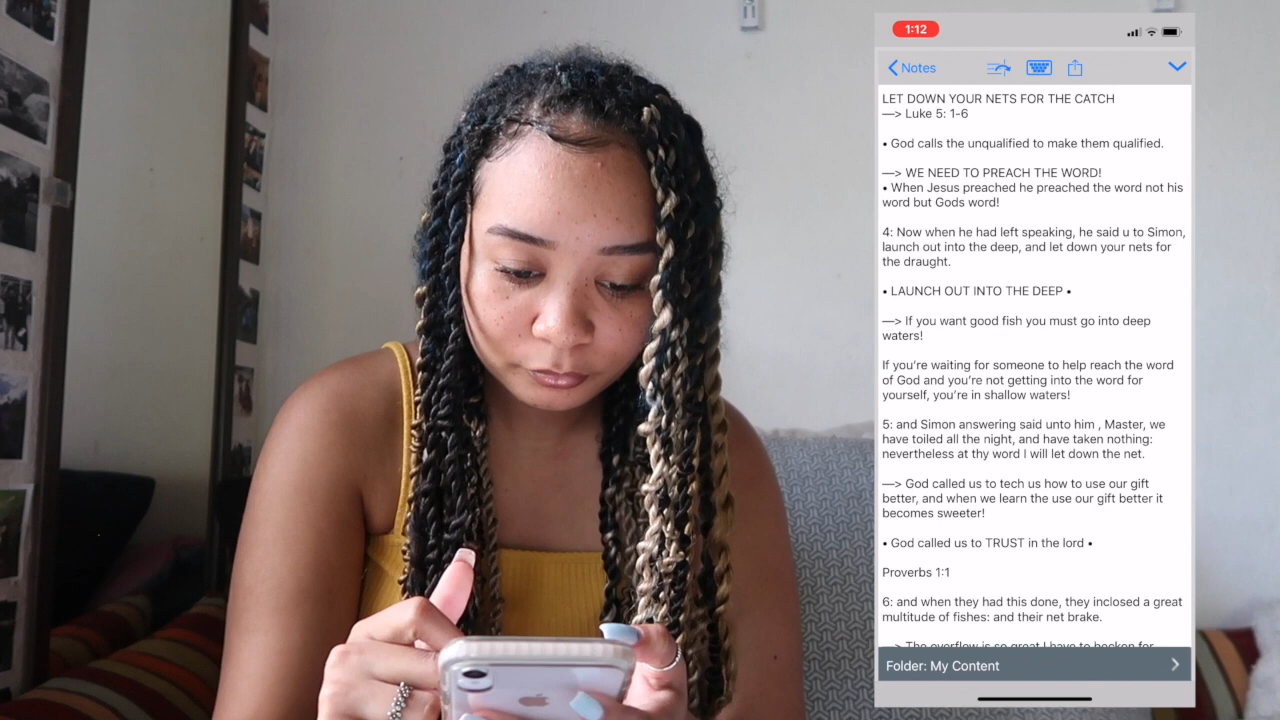 1:12
Notes
LET DOWN YOUR NETS FOR THE CATCH
—> Luke 5: 1-6
• God calls the unqualified to make them qualified.
—> WE NEED TO PREACH THE WORD!
• When Jesus preached he preached the word not his
word but Gods word!
4: Now when he had left speaking, he said u to Simon,
launch out into the deep, and let down your nets for
the draught.
• LAUNCH OUT INTO THE DEEP •
—> If you want good fish you must go into deep
waters!
If you’re waiting for someone to help reach the word
of God and you’re not getting into the word for
yourself, you’re in shallow waters!
5: and Simon answering said unto him , Master, we
have toiled all the night, and have taken nothing:
nevertheless at thy word I will let down the net.
—> God called us to tech us how to use our gift
better, and when we learn the use our gift better it
becomes sweeter!
• God called us to TRUST in the lord •
Proverbs 1:1
6: and when they had this done, they inclosed a great
multitude of fishes: and their net brake.
—> The overflow is so great I have to beckon for
Folder: My Content